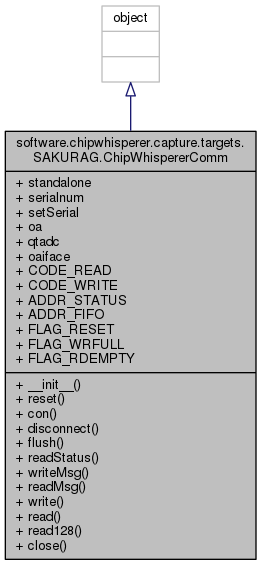 object
software.chipwhisperer.capture.targets.
SAKURAG.ChipWhispererComm
+ standalone
+ serialnum
+ setSerial
+ oa
+ qtadc
+ oaiface
+ CODE_READ
+ CODE_WRITE
+ ADDR_STATUS
+ ADDR_FIFO
+ FLAG_RESET
+ FLAG_WRFULL
+ FLAG_RDEMPTY
+ __init__()
+ reset()
+ con()
+ disconnect()
+ flush()
+ readStatus()
+ writeMsg()
+ readMsg()
+ write()
+ read()
+ read128()
+ close()